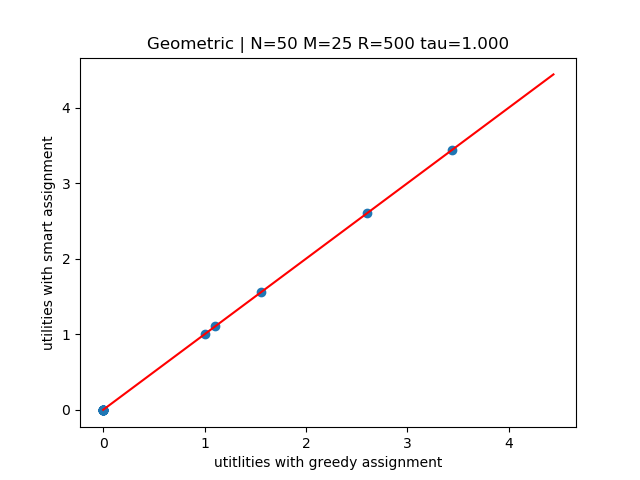 Geometric | N=50 M=25 R=500 tau=1.000
utilities with smart assignment
4
3
2
1
0
0 1 2 3 4
utitlities with greedy assignment